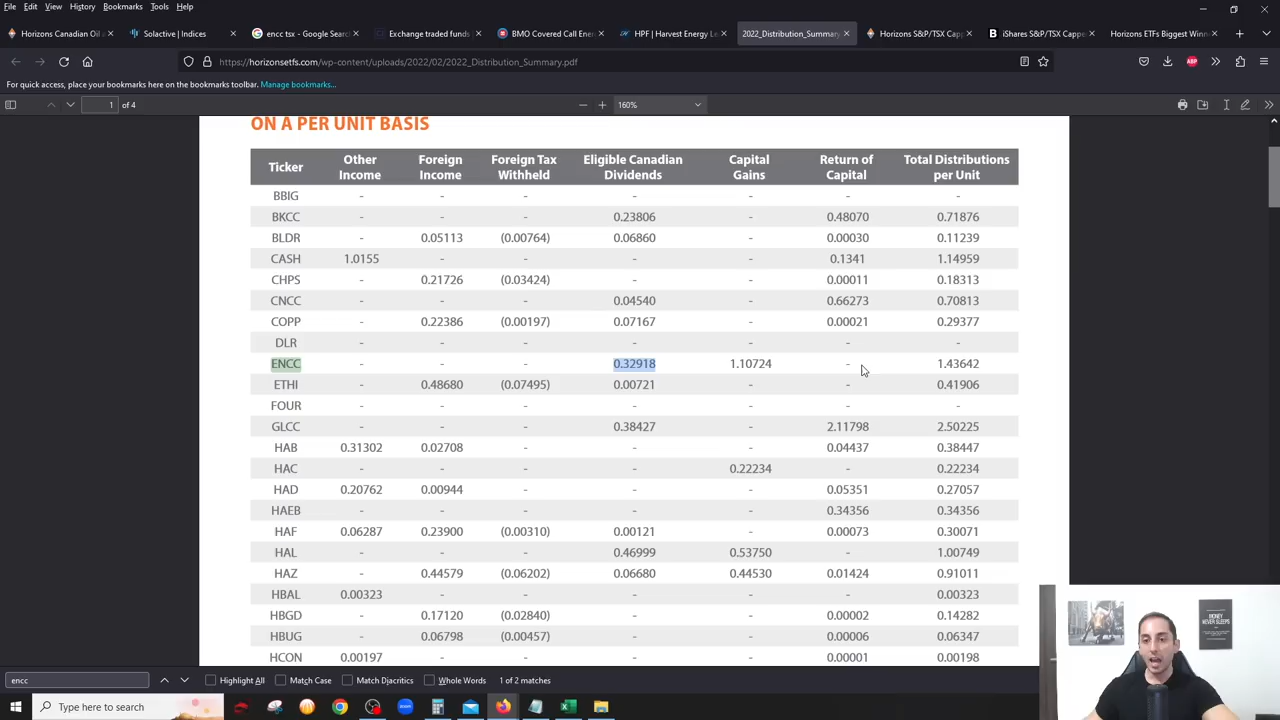 File Edit View History Bookmarks Tools Help
Horizons Canadian Oil a
Solactive | Indices
encc tsx - Google Searc
Exchange traded funds
BMO Covered Call Ener
HPF | Harvest Energy Le
2022_Distribution_Summary
Horizons S&P/TSX Capp
iShares S&P/TSX Cappe
Horizons ETFs Biggest Winn
https://horizonsetfs.com/wp-content/uploads/2022/02/2022_Distribution_Summary.pdf
ABP
For quick access, place your bookmarks here on the bookmarks toolbar. Manage bookmarks...
1 of 4
160%
ON A PER UNIT BASIS
Ticker Other Income Foreign Income Foreign Tax Withheld Eligible Canadian Dividends Capital Gains Return of Capital Total Distributions per Unit
BBIG - - - - - - -
BKCC - - - 0.23806 - 0.48070 0.71876
BLDR - 0.05113 (0.00764) 0.06860 - 0.00030 0.11239
CASH 1.0155 - - - - 0.1341 1.14959
CHPS - 0.21726 (0.03424) - - 0.00011 0.18313
CNCC - - - 0.04540 - 0.66273 0.70813
COPP - 0.22386 (0.00197) 0.07167 - 0.00021 0.29377
DLR - - - - - - -
ENCC - - - 0.32918 1.10724 - 1.43642
ETHI - 0.48680 (0.07495) 0.00721 - - 0.41906
FOUR - - - - - - -
GLCC - - - 0.38427 - 2.11798 2.50225
HAB 0.31302 0.02708 - - - 0.04437 0.38447
HAC - - - - 0.22234 - 0.22234
HAD 0.20762 0.00944 - - - 0.05351 0.27057
HAEB - - - - - 0.34356 0.34356
HAF 0.06287 0.23900 (0.00310) 0.00121 - 0.00073 0.30071
HAL - - - 0.46999 0.53750 - 1.00749
HAZ - 0.44579 (0.06202) 0.06680 0.44530 0.01424 0.91011
HBAL 0.00323 - - - - - 0.00323
HBGD - 0.17120 (0.02840) - - 0.00002 0.14282
HBUG - 0.06798 (0.00457) - - 0.00006 0.06347
HCON 0.00197 - - - - 0.00001 0.00198
MONEY
NEVER SLEEPS
encc
Highlight All
Match Case
Match Diacritics
Whole Words
1 of 2 matches
Type here to search